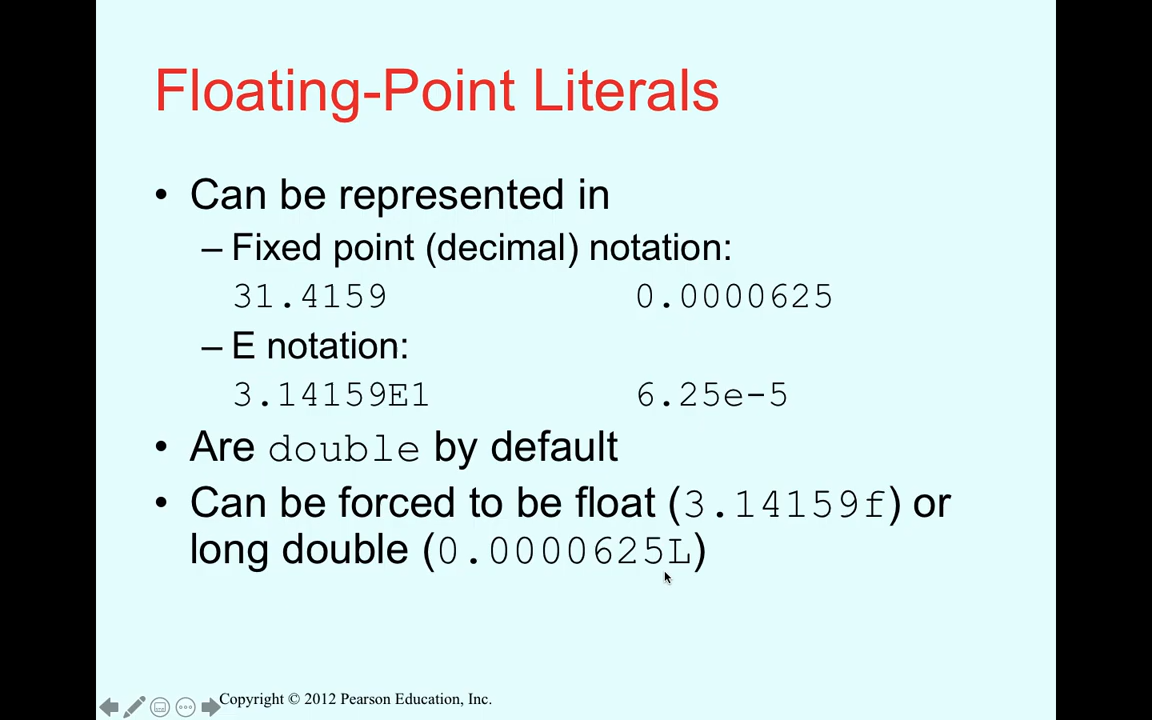 Floating-Point Literals
• Can be represented in
– Fixed point (decimal) notation:
31.4159 0.0000625
– E notation:
3.14159E1 6.25e-5
• Are double by default
• Can be forced to be float (3.14159f) or
long double (0.0000625L)
Copyright © 2012 Pearson Education, Inc.